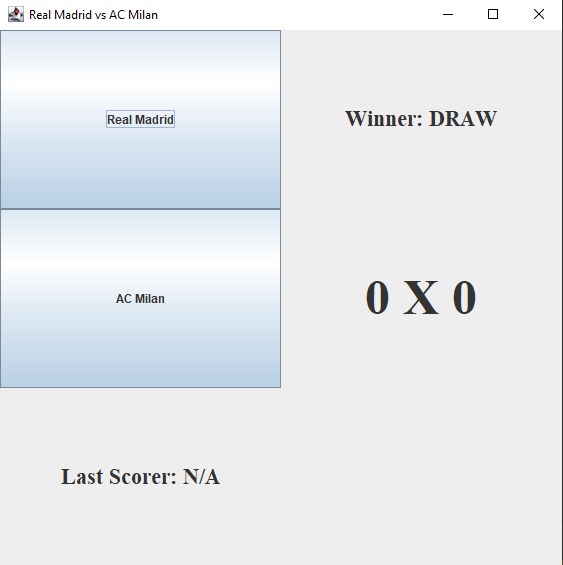 Real Madrid vs AC Milan
Real Madrid
Winner: DRAW
AC Milan
0 X 0
Last Scorer: N/A